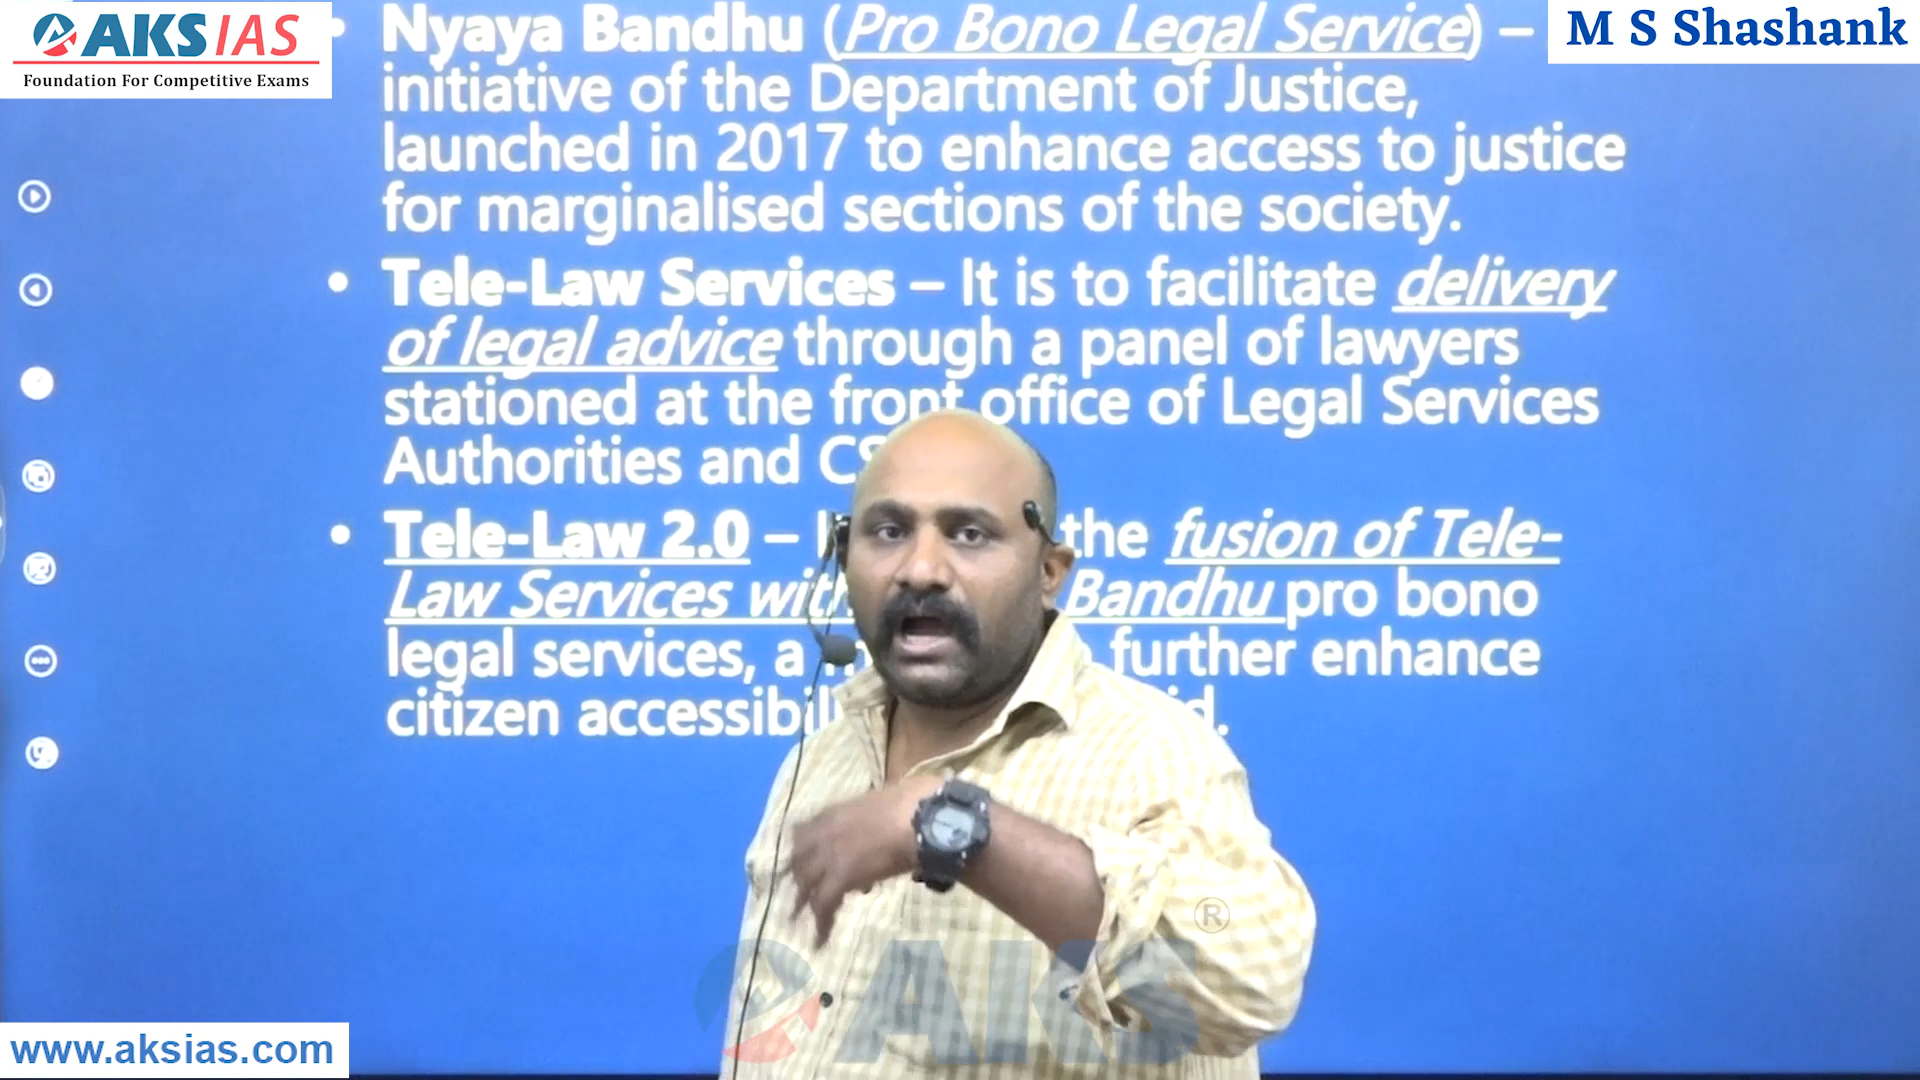 AKS IAS
Foundation For Competitive Exams
M S Shashank
• Nyaya Bandhu (Pro Bono Legal Service) –
initiative of the Department of Justice,
launched in 2017 to enhance access to justice
for marginalised sections of the society.
• Tele-Law Services – It is to facilitate delivery
of legal advice through a panel of lawyers
stationed at the front office of Legal Services
Authorities and
• Tele-Law 2.0 – the fusion of Tele-
Law Services with Bandhu pro bono
legal services, a further enhance
citizen
AKS ®
www.aksias.com